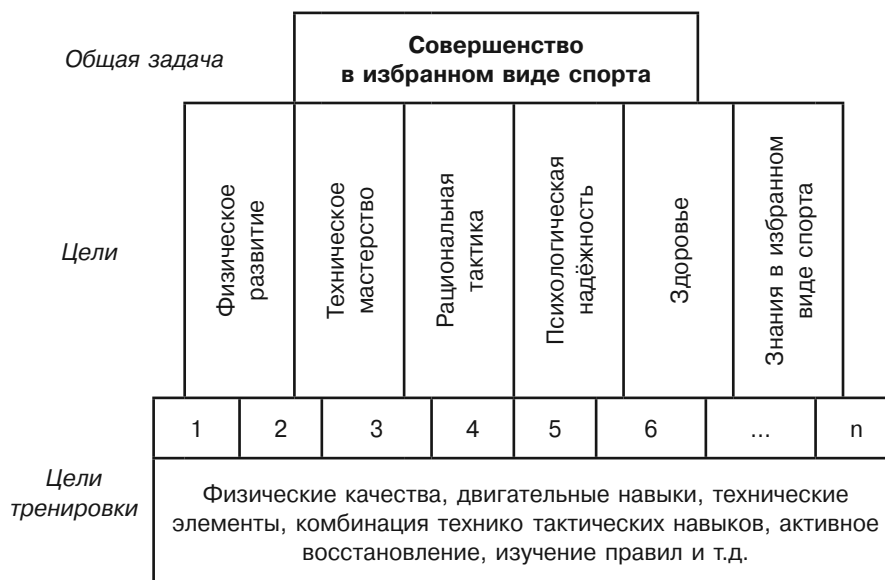 Общая задача
Совершенство
в избранном виде спорта
Цели
Физическое
развитие
Техническое
мастерство
Рациональная
тактика
Психологическая
надёжность
Здоровье
Знания в избранном
виде спорта
1 2 3 4 5 6 ... n
Цели
тренировки
Физические качества, двигательные навыки, технические
элементы, комбинация технико тактических навыков, активное
восстановление, изучение правил и т.д.